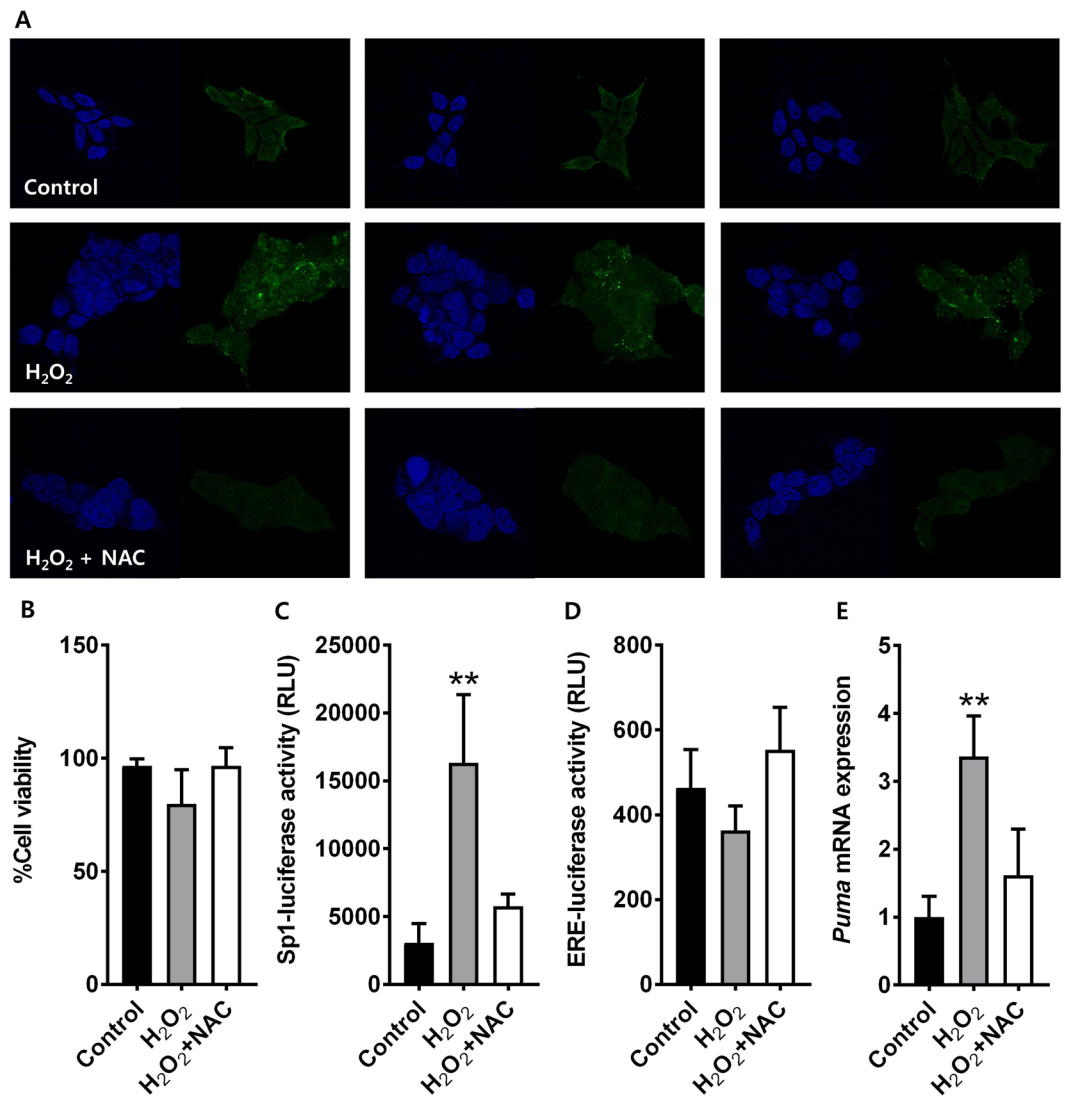 A
Control
H₂O₂
H₂O₂ + NAC
B
%Cell viability
150
100
50
0
Control
H₂O₂
H₂O₂+NAC
C
Sp1-luciferase activity (RLU)
25000
20000
15000
10000
5000
0
**
Control
H₂O₂
H₂O₂+NAC
D
ERE-luciferase activity (RLU)
800
600
400
200
0
Control
H₂O₂
H₂O₂+NAC
E
Puma mRNA expression
5
4
3
2
1
0
**
Control
H₂O₂
H₂O₂+NAC